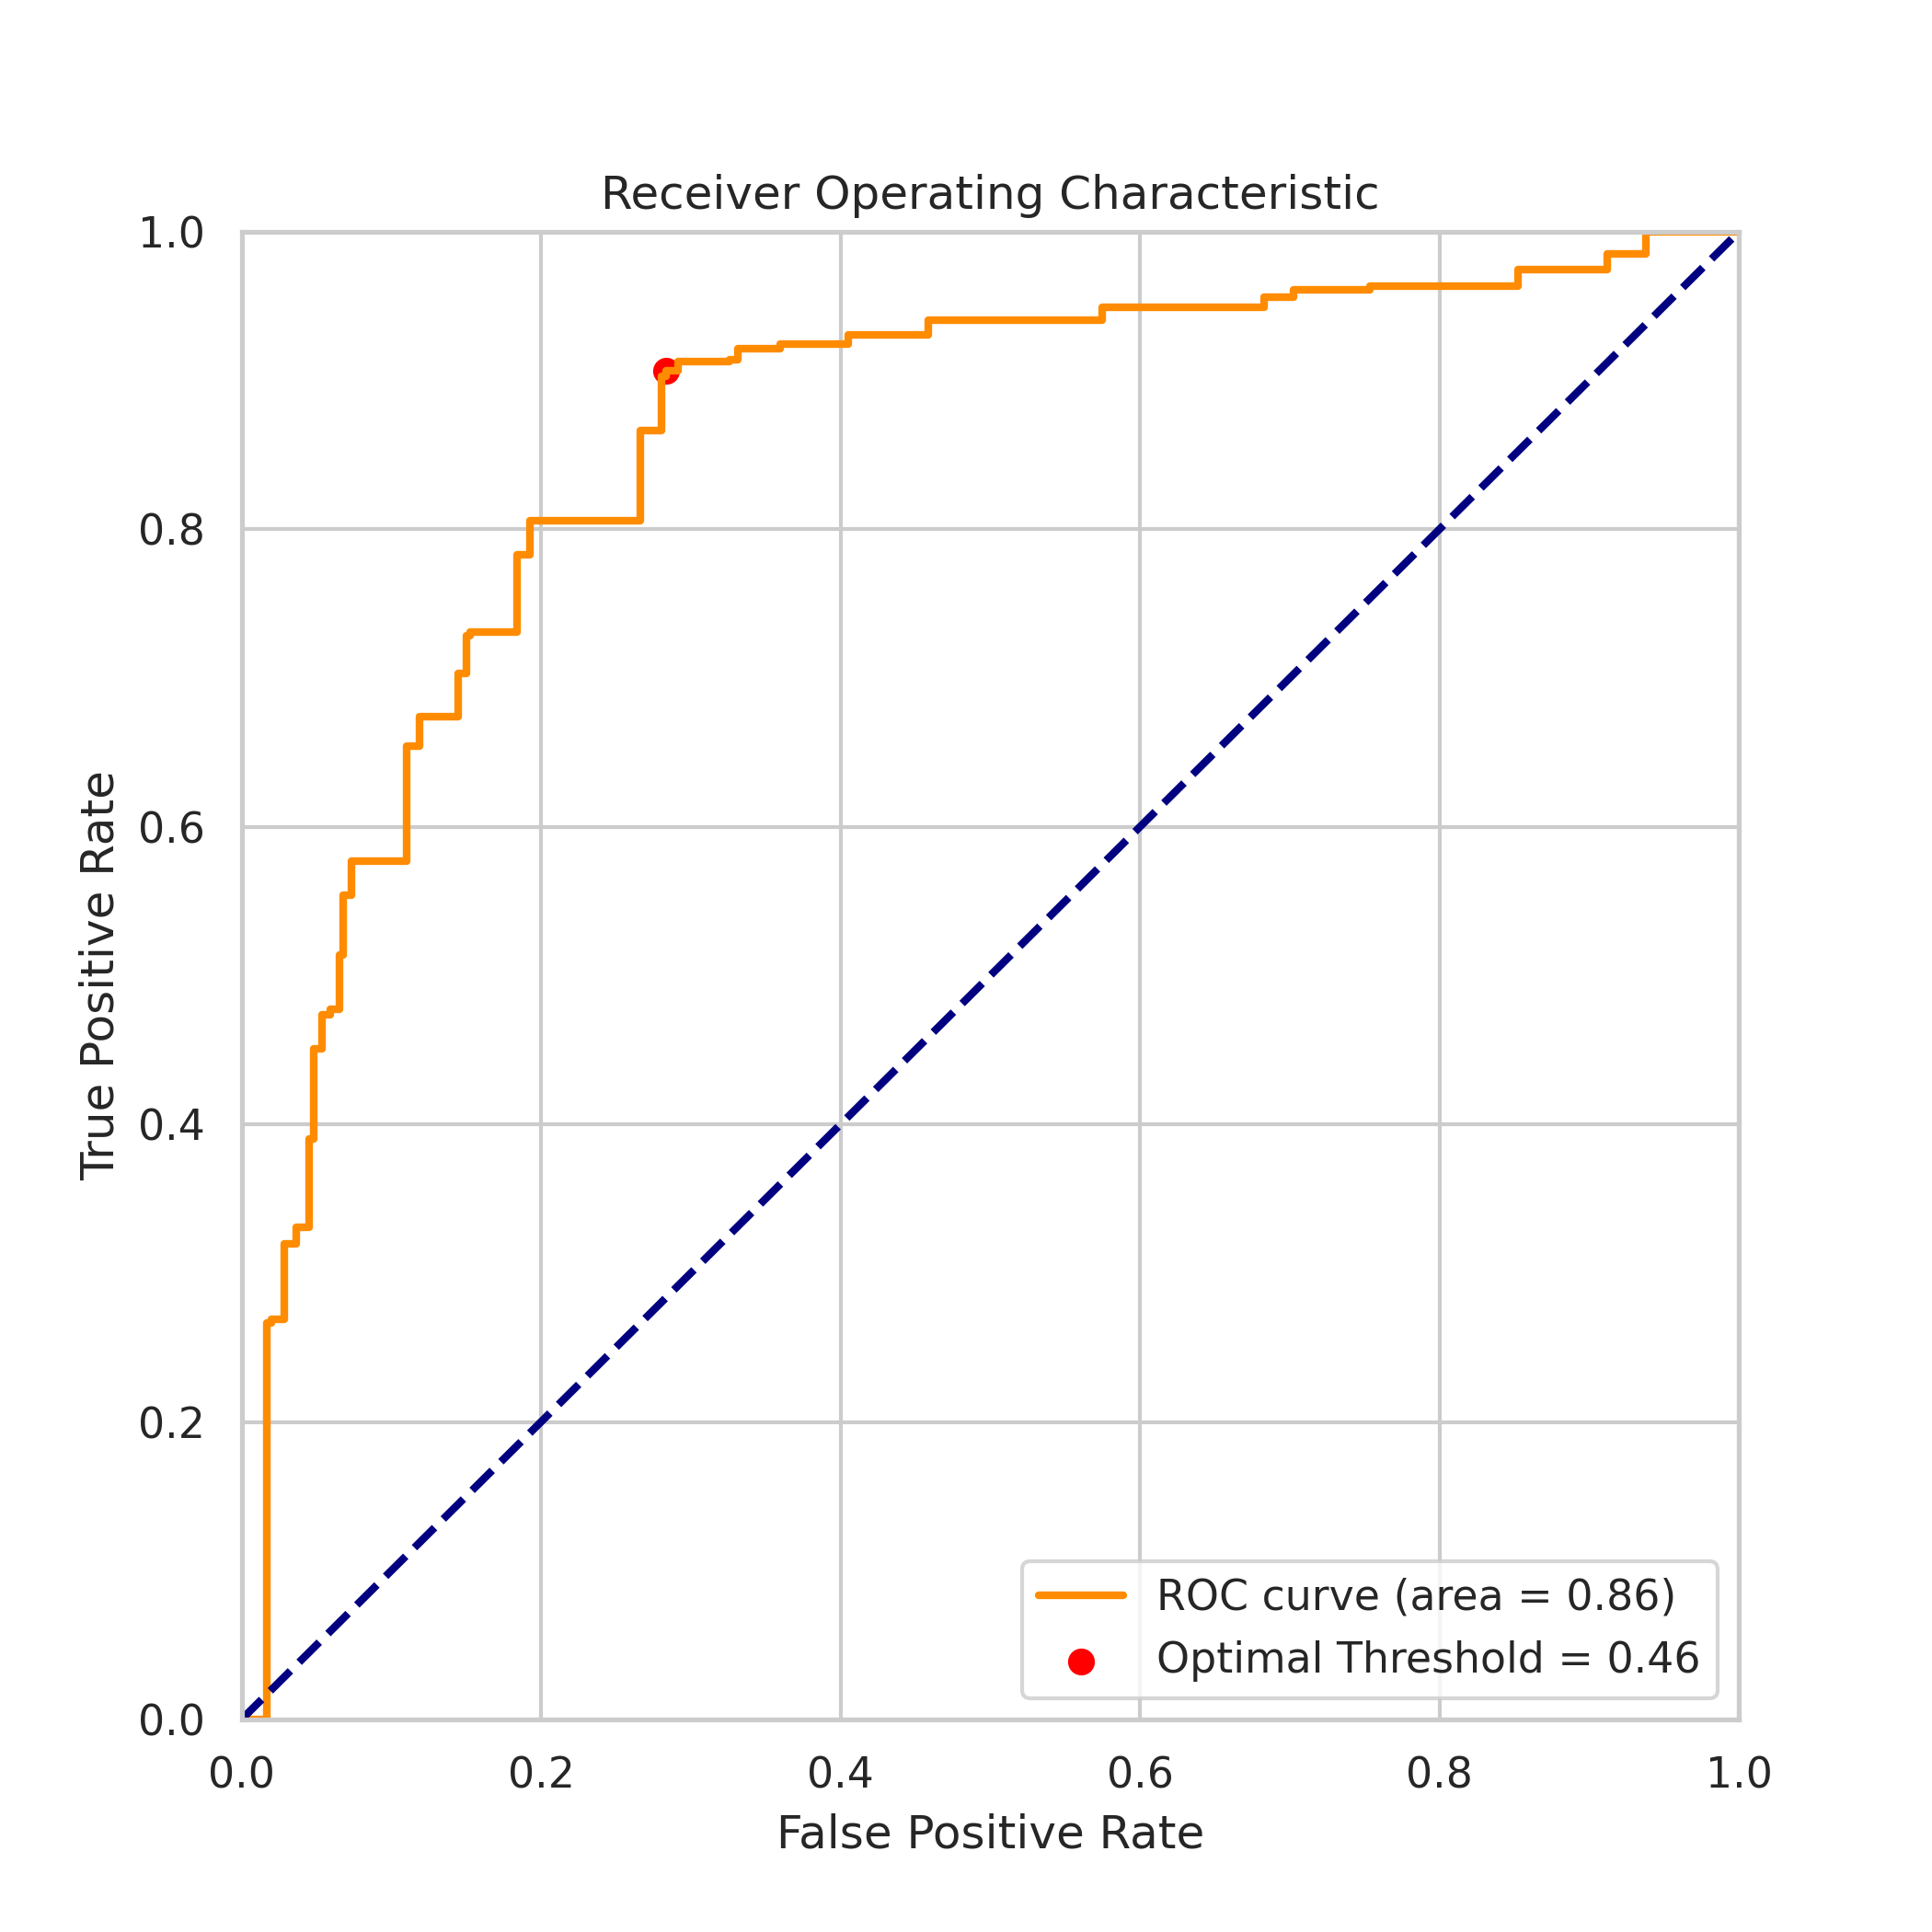 Receiver Operating Characteristic
1.0
0.8
0.6
0.4
0.2
0.0
True Positive Rate
0.0 0.2 0.4 0.6 0.8 1.0
False Positive Rate
ROC curve (area = 0.86)
Optimal Threshold = 0.46